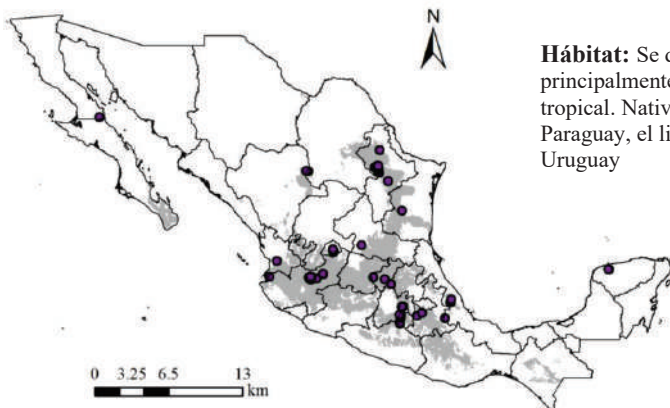 N
Hábitat: Se
principalmente
tropical. Nativ
Paraguay, el li
Uruguay
0 3.25 6.5 13
km